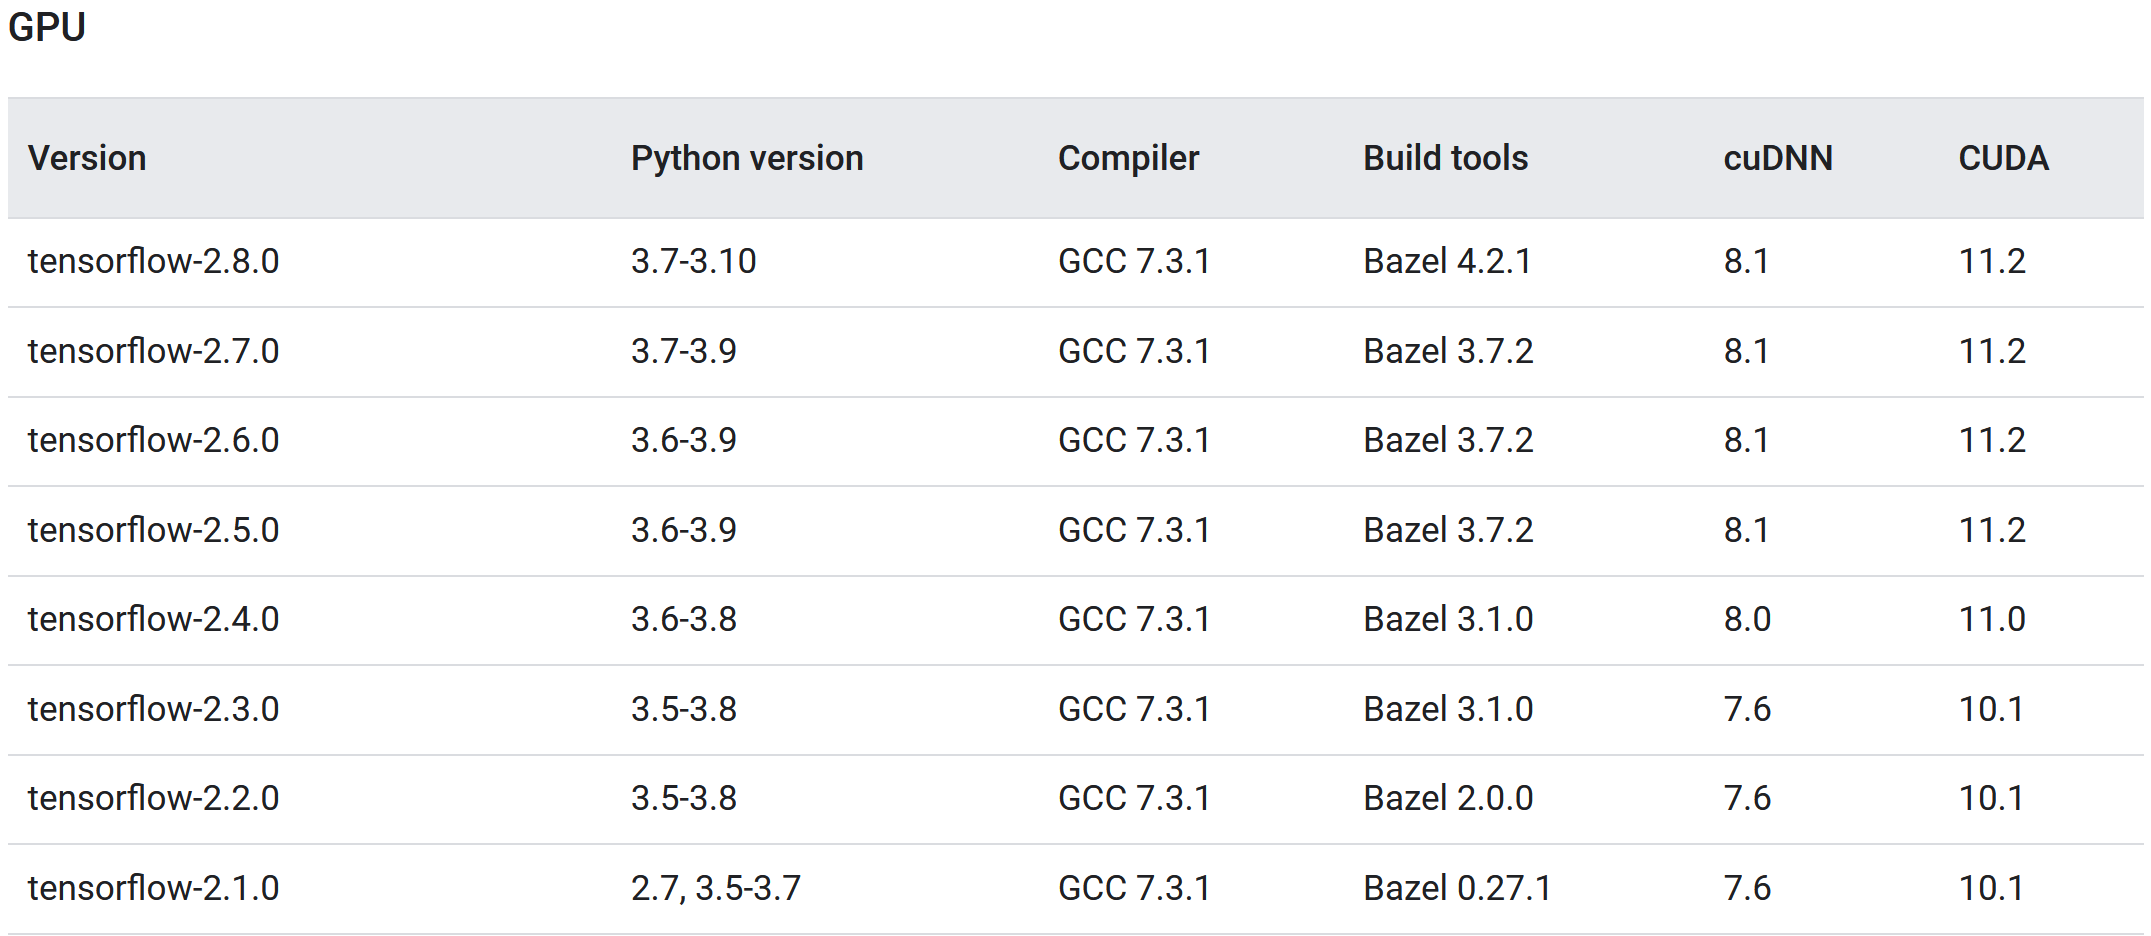 GPU
Version Python version Compiler Build tools cuDNN CUDA
tensorflow-2.8.0 3.7-3.10 GCC 7.3.1 Bazel 4.2.1 8.1 11.2
tensorflow-2.7.0 3.7-3.9 GCC 7.3.1 Bazel 3.7.2 8.1 11.2
tensorflow-2.6.0 3.6-3.9 GCC 7.3.1 Bazel 3.7.2 8.1 11.2
tensorflow-2.5.0 3.6-3.9 GCC 7.3.1 Bazel 3.7.2 8.1 11.2
tensorflow-2.4.0 3.6-3.8 GCC 7.3.1 Bazel 3.1.0 8.0 11.0
tensorflow-2.3.0 3.5-3.8 GCC 7.3.1 Bazel 3.1.0 7.6 10.1
tensorflow-2.2.0 3.5-3.8 GCC 7.3.1 Bazel 2.0.0 7.6 10.1
tensorflow-2.1.0 2.7, 3.5-3.7 GCC 7.3.1 Bazel 0.27.1 7.6 10.1